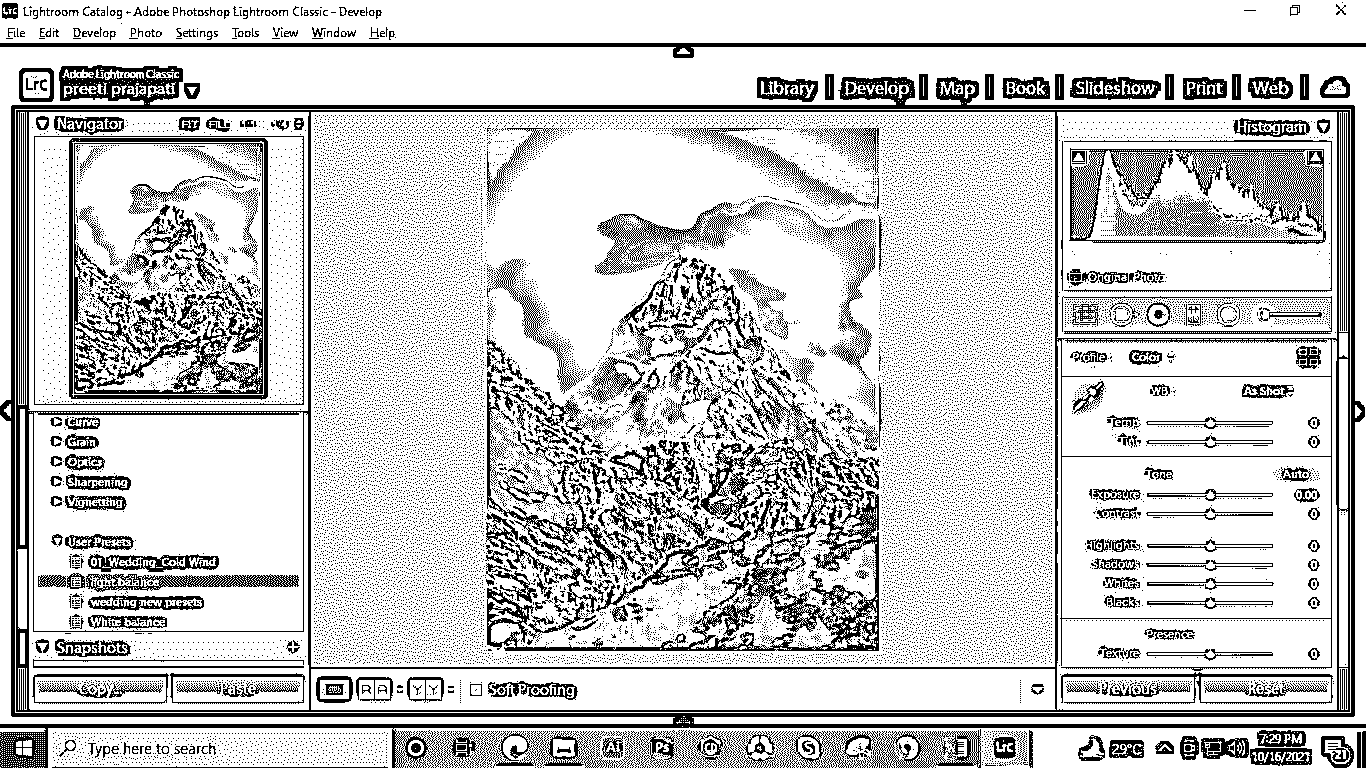 Lightroom Catalog - Adobe Photoshop Lightroom Classic - Develop
File Edit Develop Photo Settings Tools View Window Help
Lrc Adobe Lightroom Classic
preeti prajapati
Library Develop Map Book Slideshow Print Web
Navigator FIT FILL
Histogram
Original Photo
Profile: Color
WB: As Shot
Temp 0
Tint 0
Tone Auto
Exposure 0.00
Contrast 0
Highlights 0
Shadows 0
Whites 0
Blacks 0
Presence
Texture 0
Curve
Grain
Optics
Sharpening
Vignetting
User Presets
01_Wedding_Cold Wind
light balance
wedding new presets
White balance
Snapshots
Copy... Paste
R A Y Y Soft Proofing
Previous Reset
Type here to search
Ai Ps Lrc
29°C
7:29 PM
10/16/2021
21